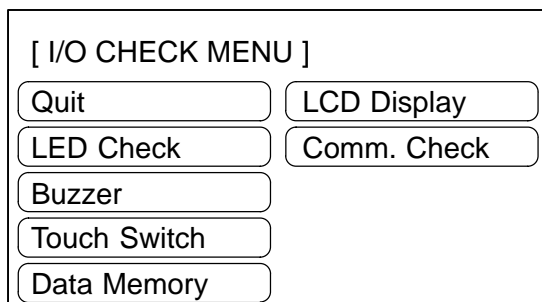 [ I/O CHECK MENU ]
Quit
LCD Display
LED Check
Comm. Check
Buzzer
Touch Switch
Data Memory